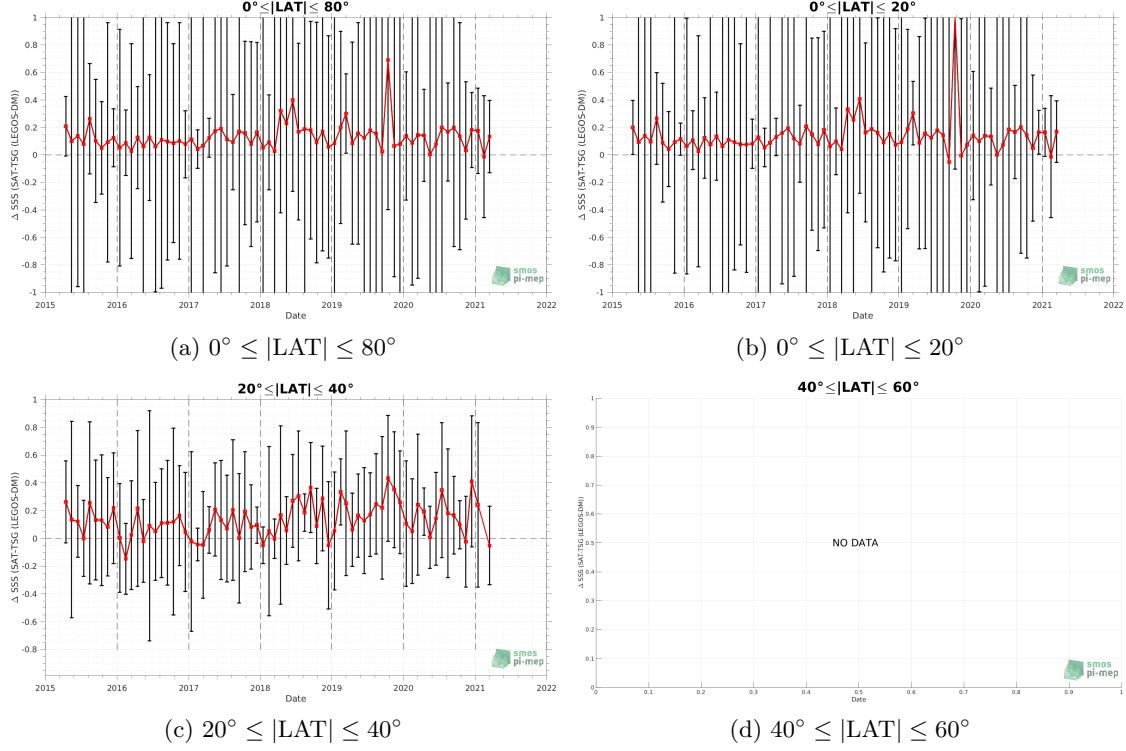 0°≤|LAT|≤ 80°
1
0.8
0.6
0.4
0.2
0
-0.2
-0.4
-0.6
-0.8
-1
Δ SSS (SAT-TSG (LEGOS-DM))
2015 2016 2017 2018 2019 2020 2021 2022
Date
smos
pi-mep
(a) 0° ≤ |LAT| ≤ 80°
0°≤|LAT|≤ 20°
1
0.8
0.6
0.4
0.2
0
-0.2
-0.4
-0.6
-0.8
-1
Δ SSS (SAT-TSG (LEGOS-DM))
2015 2016 2017 2018 2019 2020 2021 2022
Date
smos
pi-mep
(b) 0° ≤ |LAT| ≤ 20°
20°≤|LAT|≤ 40°
1
0.8
0.6
0.4
0.2
0
-0.2
-0.4
-0.6
-0.8
Δ SSS (SAT-TSG (LEGOS-DM))
2015 2016 2017 2018 2019 2020 2021 2022
Date
smos
pi-mep
(c) 20° ≤ |LAT| ≤ 40°
40°≤|LAT|≤ 60°
1
0.9
0.8
0.7
0.6
0.5
0.4
0.3
0.2
0.1
0
Δ SSS (SAT-TSG (LEGOS-DM))
NO DATA
0 0.1 0.2 0.3 0.4 0.5 0.6 0.7 0.8 0.9 1
Date
smos
pi-mep
(d) 40° ≤ |LAT| ≤ 60°